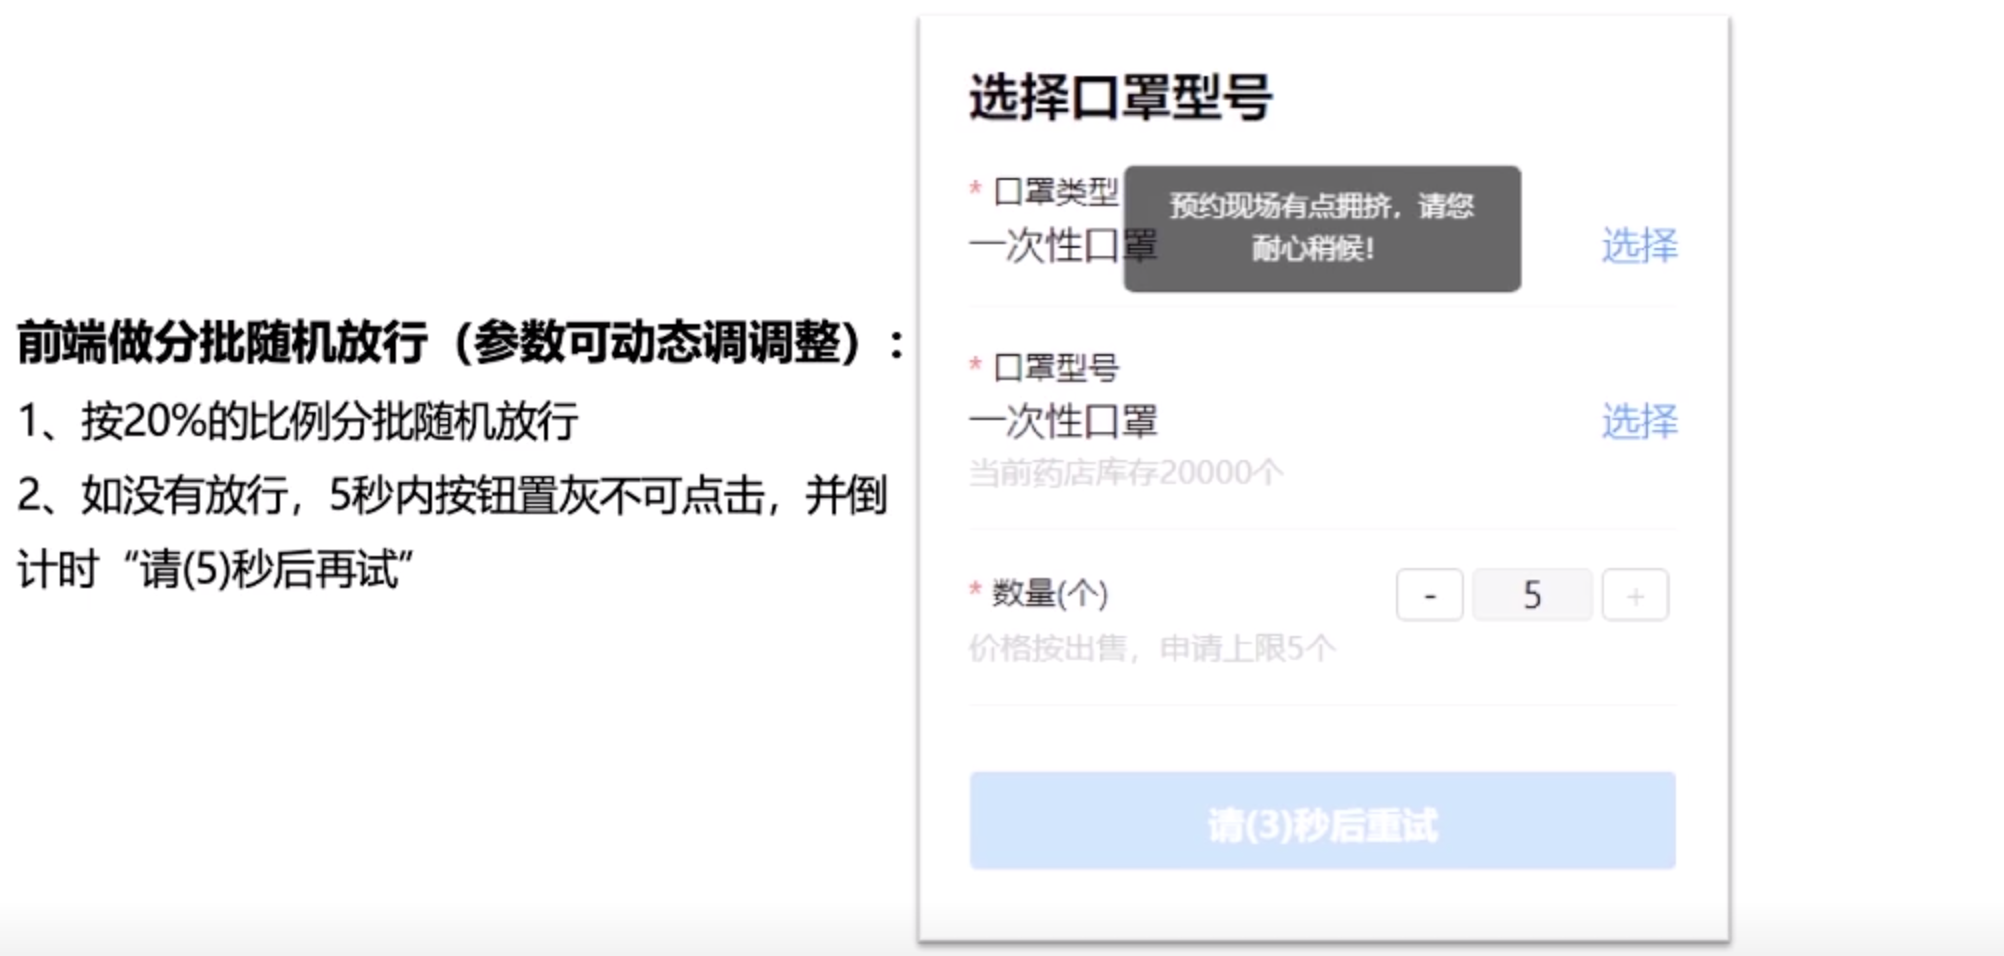 前端做分批随机放行（参数可动态调调整）：
1、按20%的比例分批随机放行
2、如没有放行，5秒内按钮置灰不可点击，并倒
计时“请(5)秒后再试”
选择口罩型号
* 口罩类型
预约现场有点拥挤，请您
耐心稍候！
一次性口罩 选择
* 口罩型号
一次性口罩 选择
当前药店库存20000个
* 数量(个) - 5 +
价格按出售，申请上限5个
请(3)秒后重试